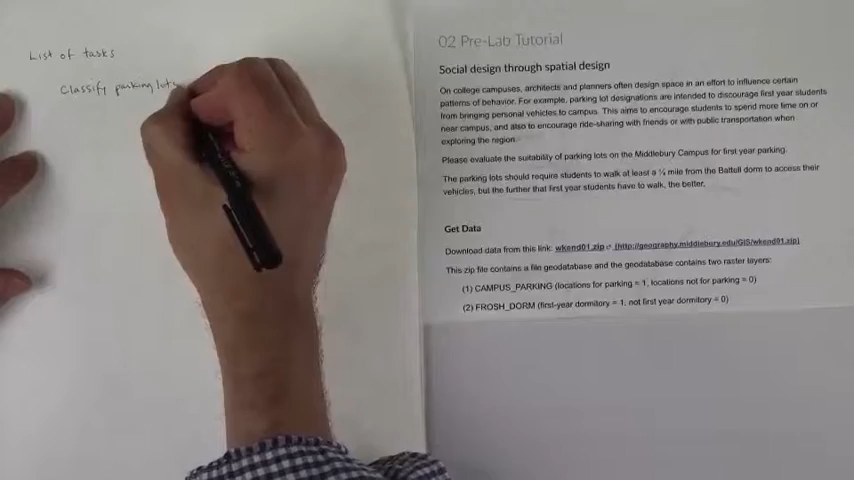 List of tasks
Classify parking lots
02 Pre-Lab Tutorial
Social design through spatial design
On college campuses, architects and planners often design space in an effort to influence certain
patterns of behavior. For example, parking lot designations are intended to discourage first year students
from bringing personal vehicles to campus. This aims to encourage students to spend more time on or
near campus, and also to encourage ride-sharing with friends or with public transportation when
exploring the region.
Please evaluate the suitability of parking lots on the Middlebury Campus for first year parking.
The parking lots should require students to walk at least a ¼ mile from the Battell dorm to access their
vehicles, but the further that first year students have to walk, the better.
Get Data
Download data from this link: wkend01.zip (http://geography.middlebury.edu/GIS/wkend01.zip)
This zip file contains a file geodatabase and the geodatabase contains two raster layers:
(1) CAMPUS_PARKING (locations for parking = 1, locations not for parking = 0)
(2) FROSH_DORM (first-year dormitory = 1, not first year dormitory = 0)